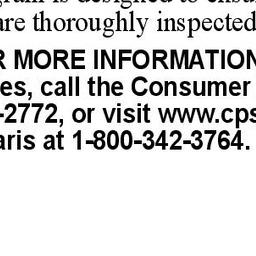 gram is designed to ensu
are thoroughly inspected
R MORE INFORMATION
es, call the Consumer
-2772, or visit www.cps
aris at 1-800-342-3764.